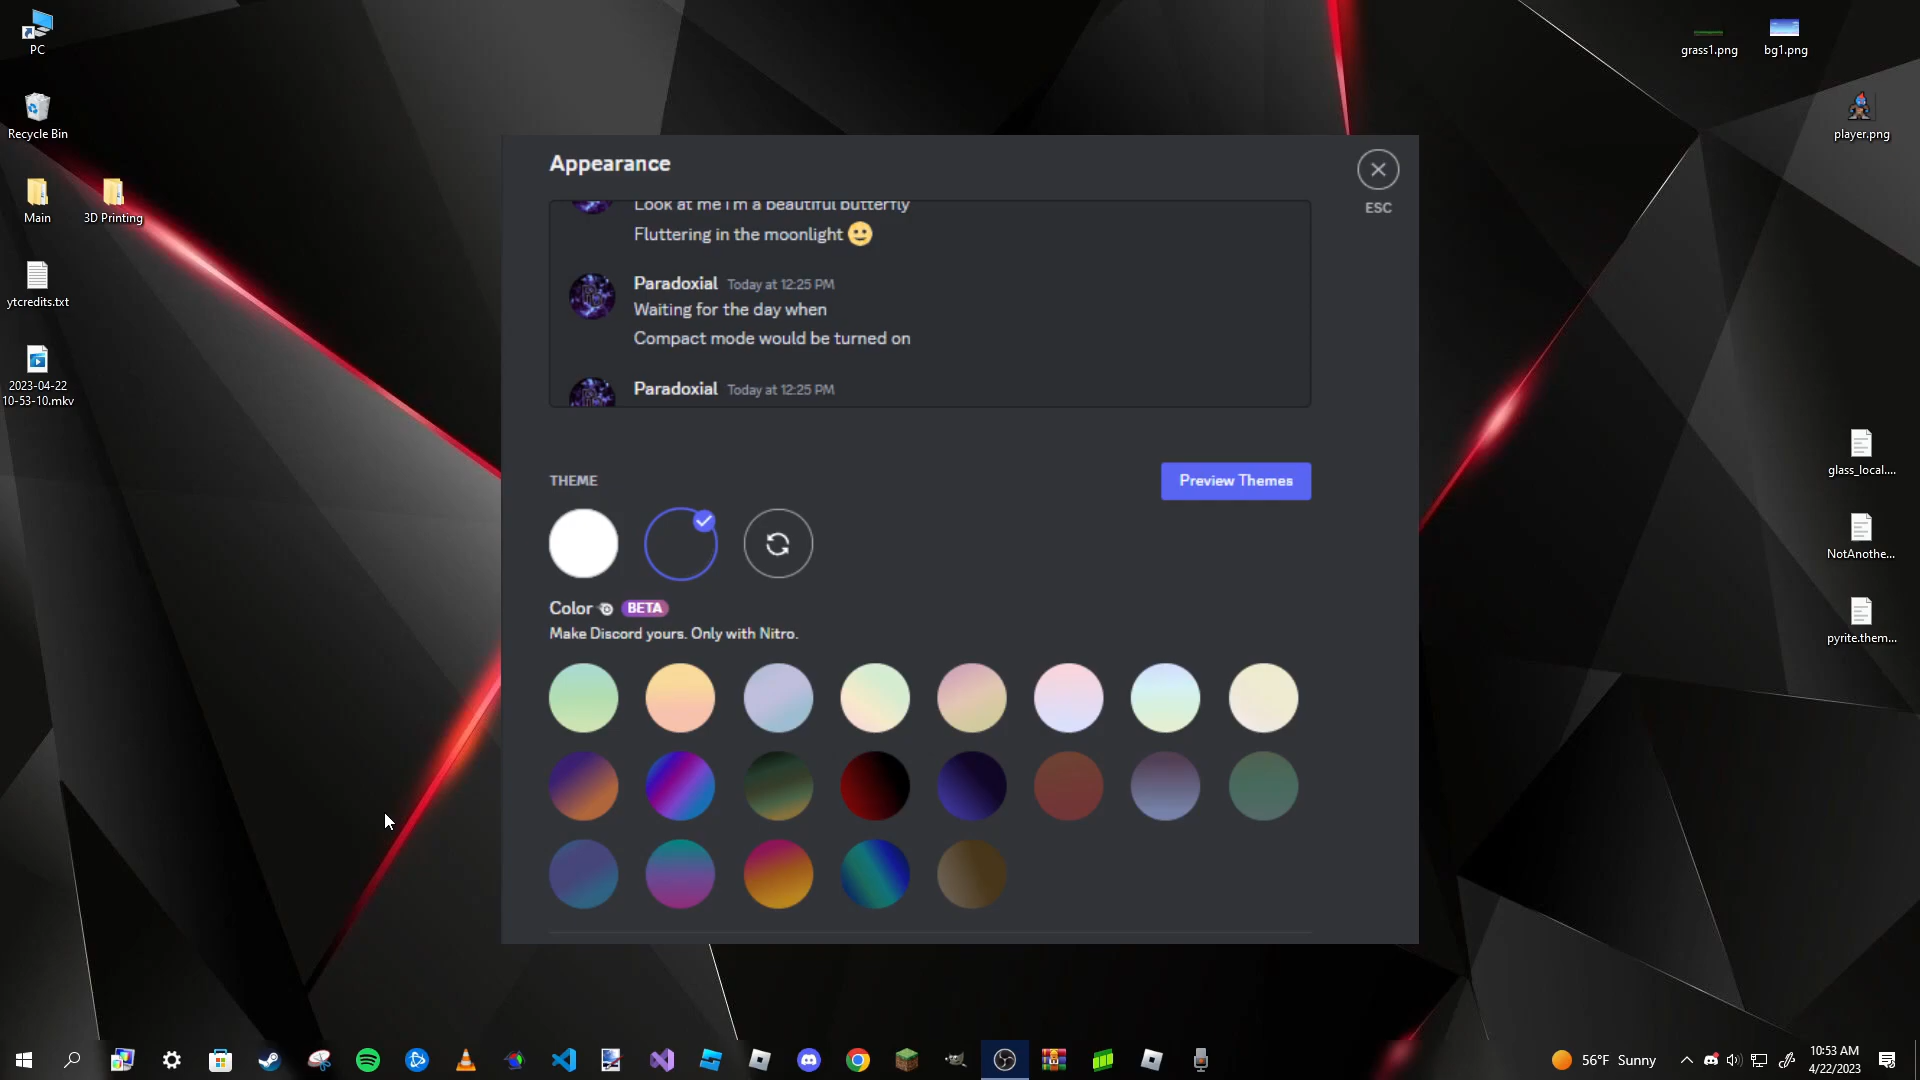 PC
Recycle Bin
Main
3D Printing
ytcredits.txt
2023-04-22
10-53-10.mkv
grass1.png
bg1.png
player.png
glass_local....
NotAnothe...
pyrite.them...
Appearance
ESC
Look at me I'm a beautiful butterfly
Fluttering in the moonlight
Paradoxial Today at 12:25 PM
Waiting for the day when
Compact mode would be turned on
Paradoxial Today at 12:25 PM
THEME
Preview Themes
Color BETA
Make Discord yours. Only with Nitro.
56°F Sunny
10:53 AM
4/22/2023